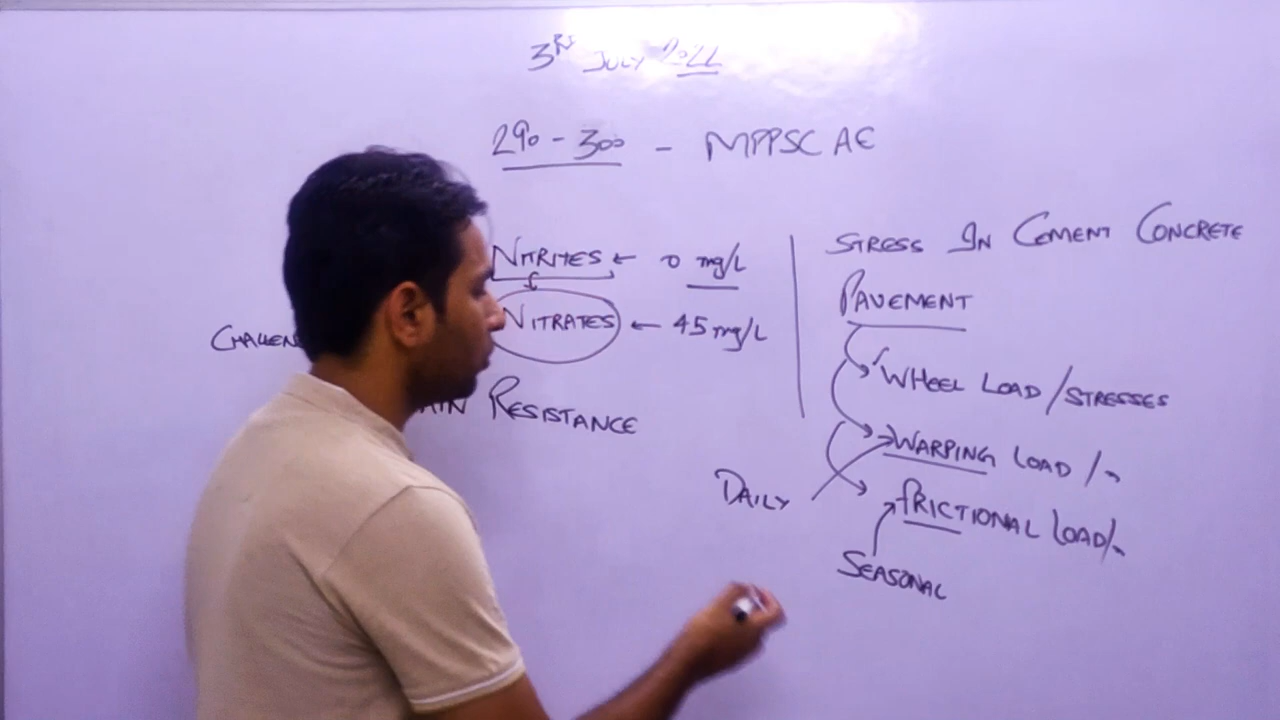 3RD JULY 2022
290 - 300 - MPPSC AE
NITRITES ← 0 mg/L
NITRATES ← 45 mg/L
RESISTANCE
STRESS IN CEMENT CONCRETE
PAVEMENT
WHEEL LOAD/STRESSES
WARPING LOAD/~
FRICTIONAL LOAD/~
DAILY
SEASONAL